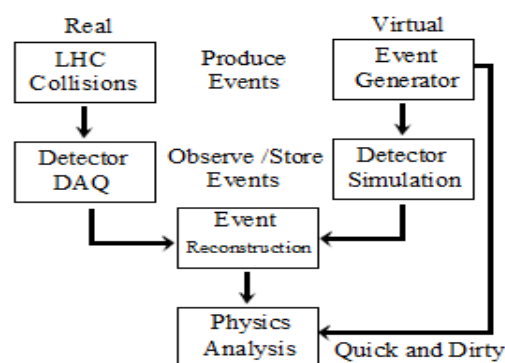 Real
Virtual
LHC
Collisions
Produce
Events
Event
Generator
Detector
DAQ
Observe /Store
Events
Detector
Simulation
Event
Reconstruction
Physics
Analysis
Quick and Dirty